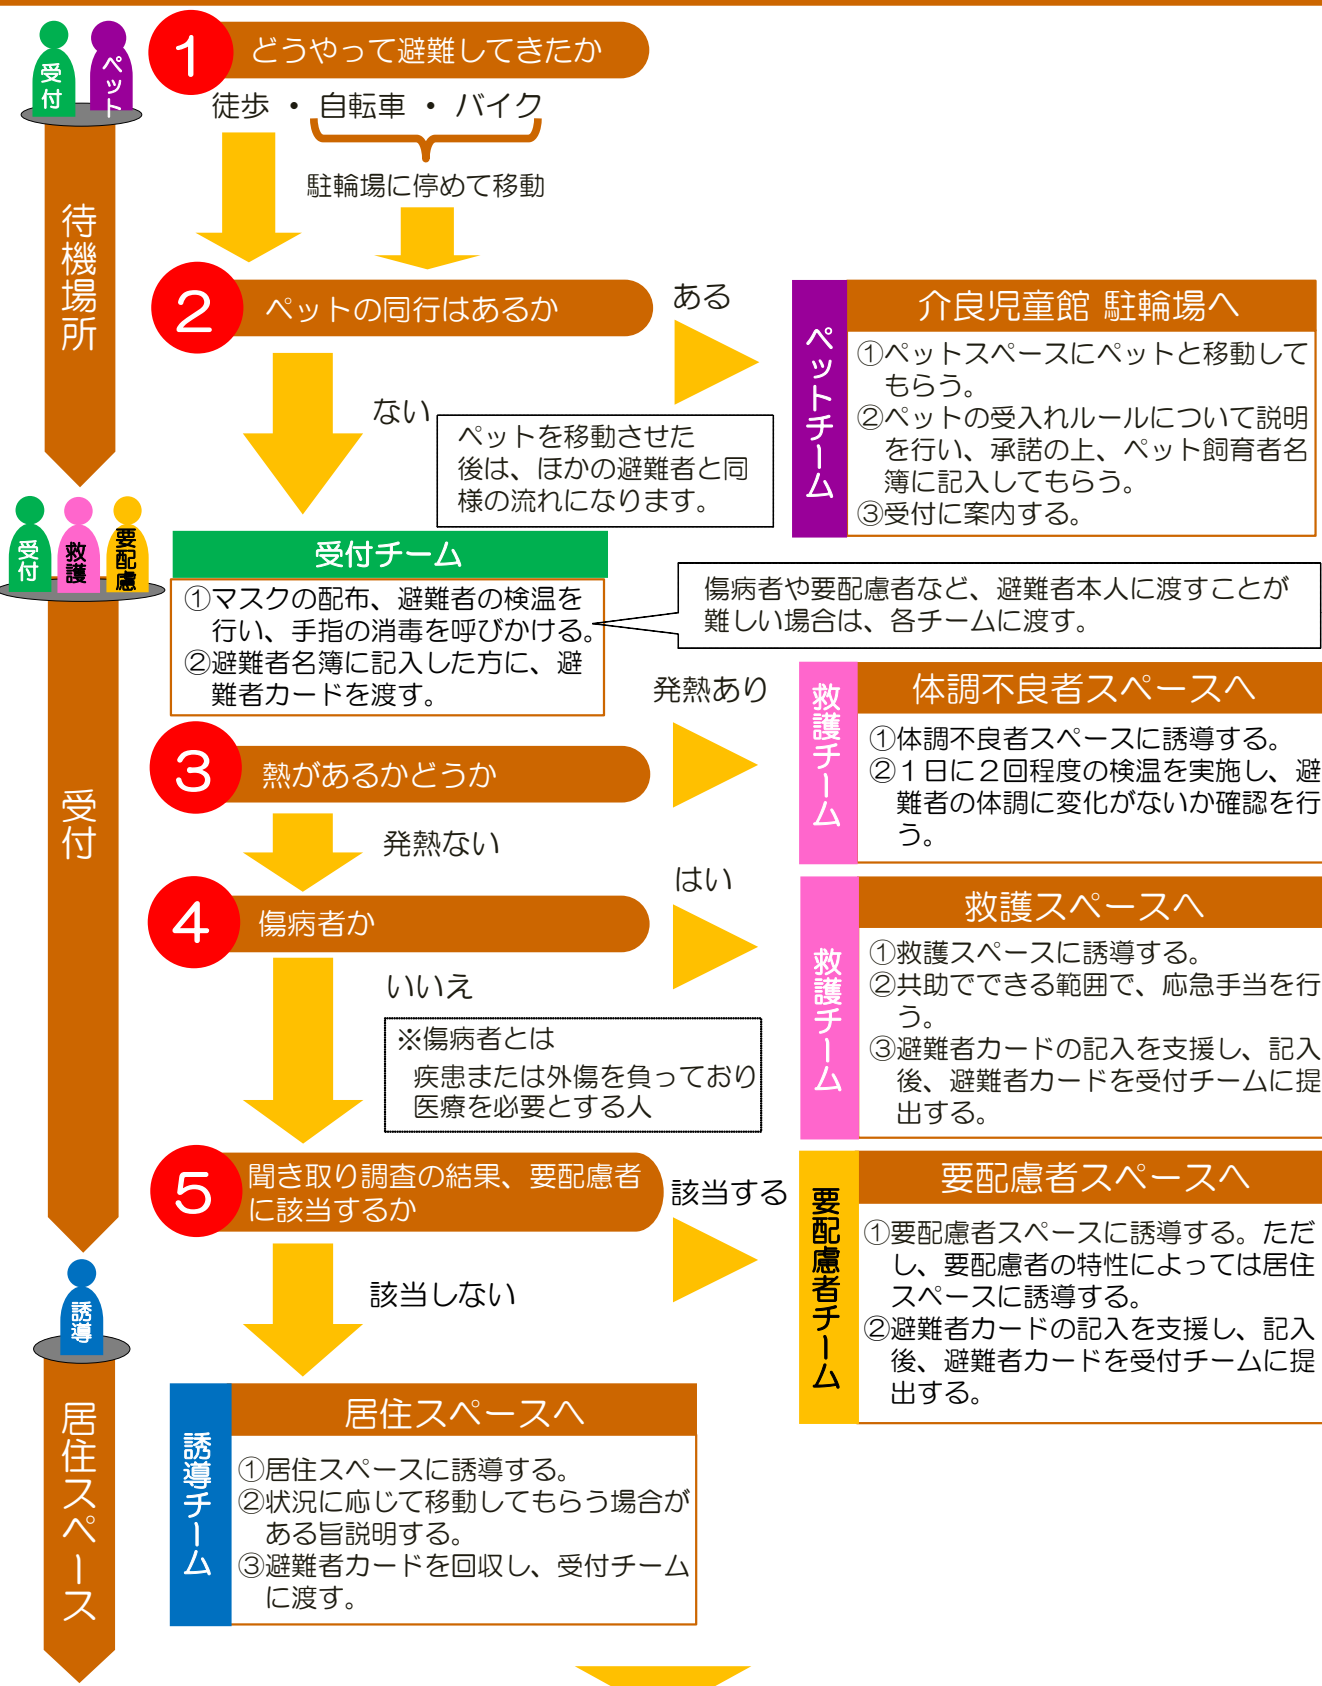 受付
ペット
1
どうやって避難してきたか
徒歩 ・ 自転車 ・ バイク
駐輪場に停めて移動
待機場所
2
ペットの同行はあるか
ある
ない
ペットを移動させた
後は、ほかの避難者と同
様の流れになります。
ペットチーム
介良児童館 駐輪場へ
①ペットスペースにペットと移動して
もらう。
②ペットの受入れルールについて説明
を行い、承諾の上、ペット飼育者名
簿に記入してもらう。
③受付に案内する。
受付
救護
要配慮
受付チーム
①マスクの配布、避難者の検温を
行い、手指の消毒を呼びかける。
②避難者名簿に記入した方に、避
難者カードを渡す。
傷病者や要配慮者など、避難者本人に渡すことが
難しい場合は、各チームに渡す。
受付
3
熱があるかどうか
発熱あり
発熱ない
救護チーム
体調不良者スペースへ
①体調不良者スペースに誘導する。
②１日に２回程度の検温を実施し、避
難者の体調に変化がないか確認を行
う。
4
傷病者か
はい
いいえ
※傷病者とは
疾患または外傷を負っており
医療を必要とする人
救護チーム
救護スペースへ
①救護スペースに誘導する。
②共助でできる範囲で、応急手当を行
う。
③避難者カードの記入を支援し、記入
後、避難者カードを受付チームに提
出する。
5
聞き取り調査の結果、要配慮者
に該当するか
該当する
該当しない
要配慮者チーム
要配慮者スペースへ
①要配慮者スペースに誘導する。ただ
し、要配慮者の特性によっては居住
スペースに誘導する。
②避難者カードの記入を支援し、記入
後、避難者カードを受付チームに提
出する。
誘導
居住スペース
誘導チーム
居住スペースへ
①居住スペースに誘導する。
②状況に応じて移動してもらう場合が
ある旨説明する。
③避難者カードを回収し、受付チーム
に渡す。